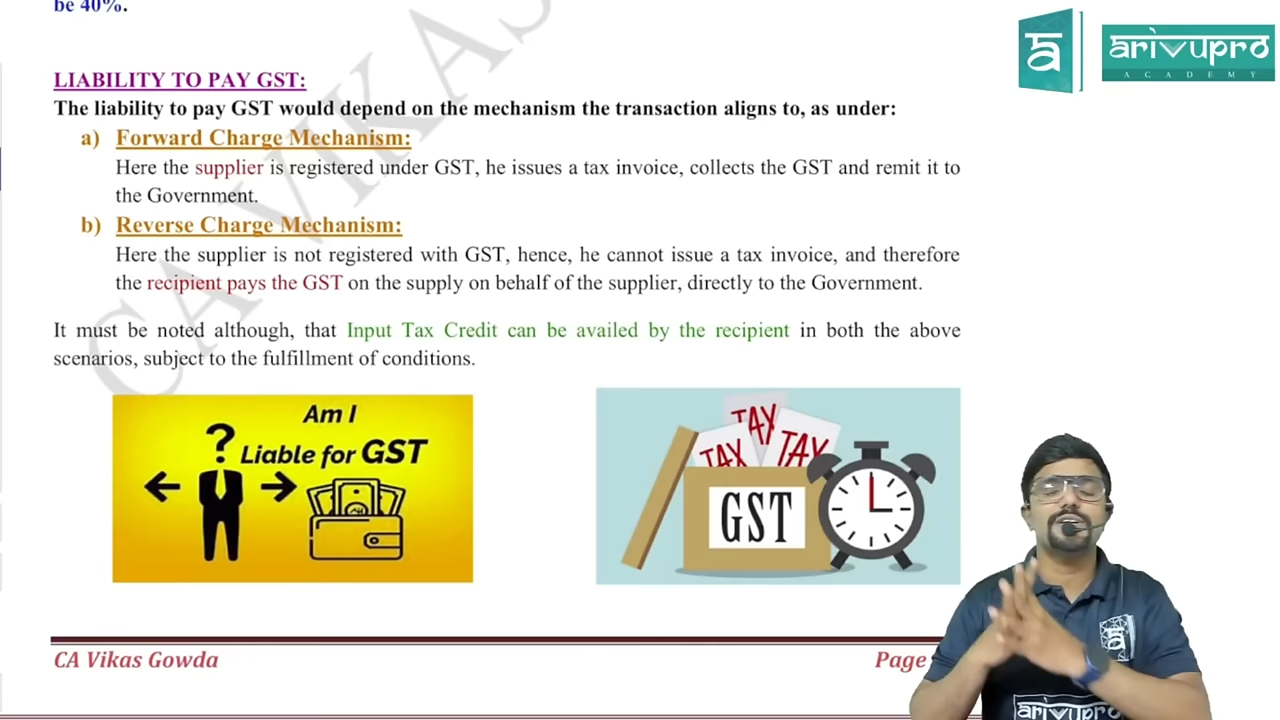 be 40%.
arivupro
ACADEMY
LIABILITY TO PAY GST:
The liability to pay GST would depend on the mechanism the transaction aligns to, as under:
a) Forward Charge Mechanism:
Here the supplier is registered under GST, he issues a tax invoice, collects the GST and remit it to
the Government.
b) Reverse Charge Mechanism:
Here the supplier is not registered with GST, hence, he cannot issue a tax invoice, and therefore
the recipient pays the GST on the supply on behalf of the supplier, directly to the Government.
It must be noted although, that Input Tax Credit can be availed by the recipient in both the above
scenarios, subject to the fulfillment of conditions.
CA VIKAS
Am I
? Liable for GST
TAX
TAX
TAX
GST
CA Vikas Gowda
Page
arivupro